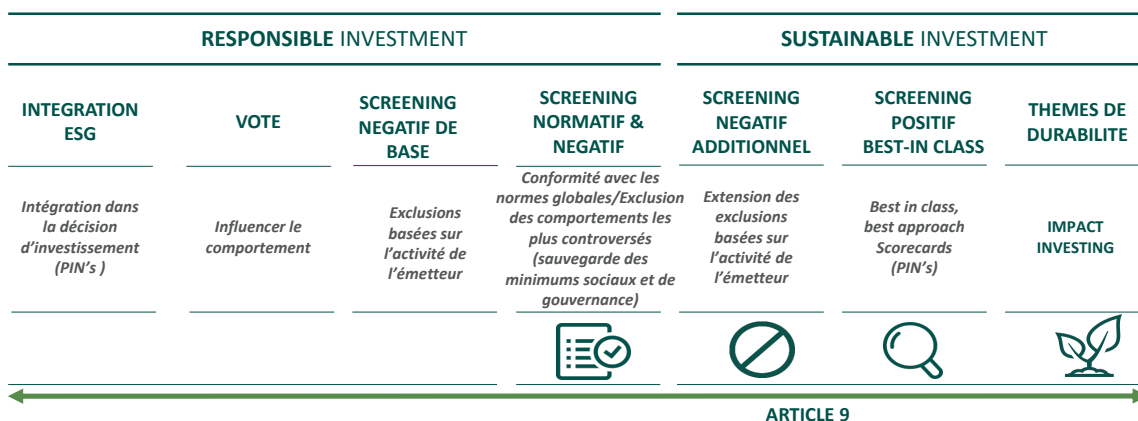 RESPONSIBLE INVESTMENT
SUSTAINABLE INVESTMENT
INTEGRATION
ESG
VOTE
SCREENING
NEGATIF DE
BASE
SCREENING
NORMATIF &
NEGATIF
SCREENING
NEGATIF
ADDITIONNEL
SCREENING
POSITIF
BEST-IN CLASS
THEMES DE
DURABILITE
Intégration dans
la décision
d’investissement
(PIN’s )
Influencer le
comportement
Exclusions
basées sur
l’activité de
l’émetteur
Conformité avec les
normes globales/Exclusion
des comportements les
plus controversés
(sauvegarde des
minimums sociaux et de
gouvernance)
Extension des
exclusions
basées sur
l’activité de
l’émetteur
Best in class,
best approach
Scorecards
(PIN’s)
IMPACT
INVESTING
ARTICLE 9